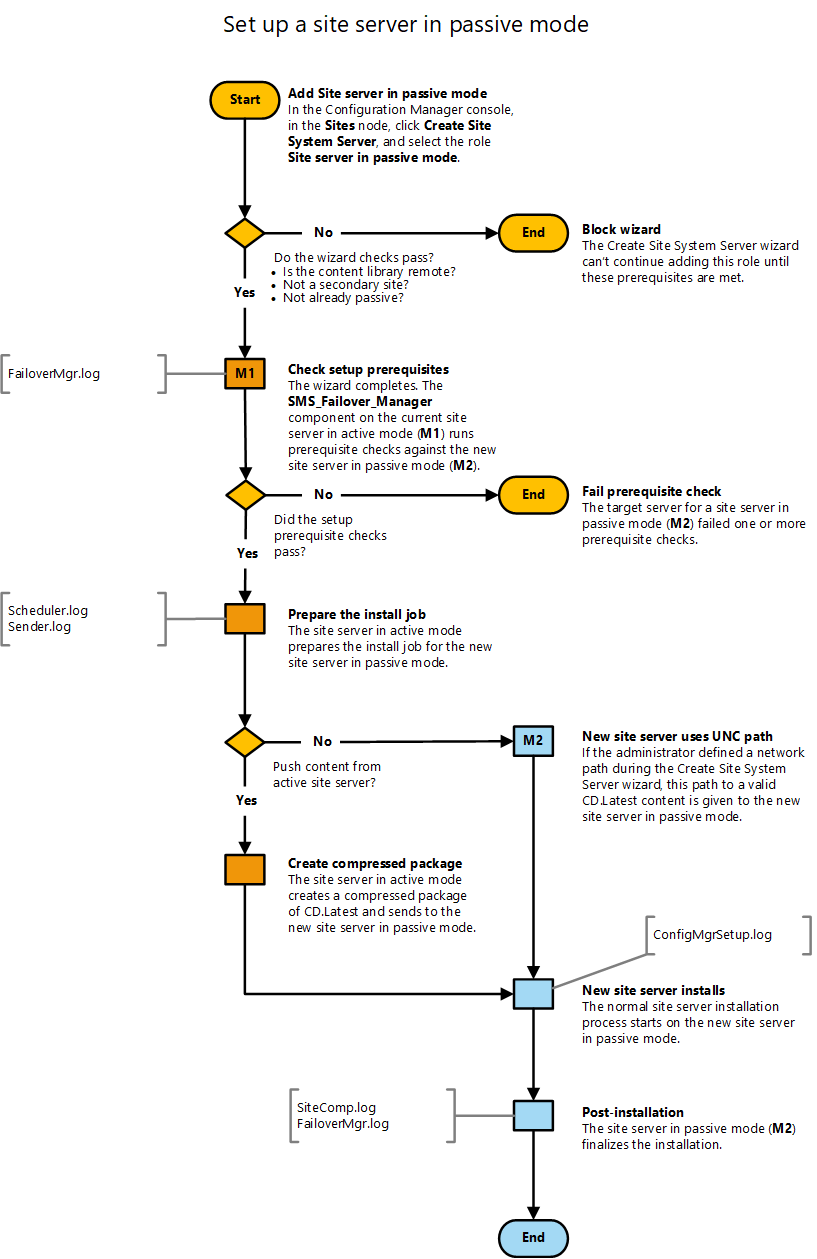 Set up a site server in passive mode
Start
Add Site server in passive mode
In the Configuration Manager console,
in the Sites node, click Create Site
System Server, and select the role
Site server in passive mode.
No
End
Block wizard
The Create Site System Server wizard
can't continue adding this role until
these prerequisites are met.
Do the wizard checks pass?
• Is the content library remote?
• Not a secondary site?
• Not already passive?
Yes
FailoverMgr.log
M1
Check setup prerequisites
The wizard completes. The
SMS_Failover_Manager
component on the current site
server in active mode (M1) runs
prerequisite checks against the new
site server in passive mode (M2).
No
End
Fail prerequisite check
The target server for a site server in
passive mode (M2) failed one or more
prerequisite checks.
Did the setup
prerequisite checks
pass?
Yes
Scheduler.log
Sender.log
Prepare the install job
The site server in active mode
prepares the install job for the new
site server in passive mode.
No
M2
New site server uses UNC path
If the administrator defined a network
path during the Create Site System
Server wizard, this path to a valid
CD.Latest content is given to the new
site server in passive mode.
Push content from
active site server?
Yes
Create compressed package
The site server in active mode
creates a compressed package
of CD.Latest and sends to the
new site server in passive mode.
ConfigMgrSetup.log
New site server installs
The normal site server installation
process starts on the new site server
in passive mode.
SiteComp.log
FailoverMgr.log
Post-installation
The site server in passive mode (M2)
finalizes the installation.
End